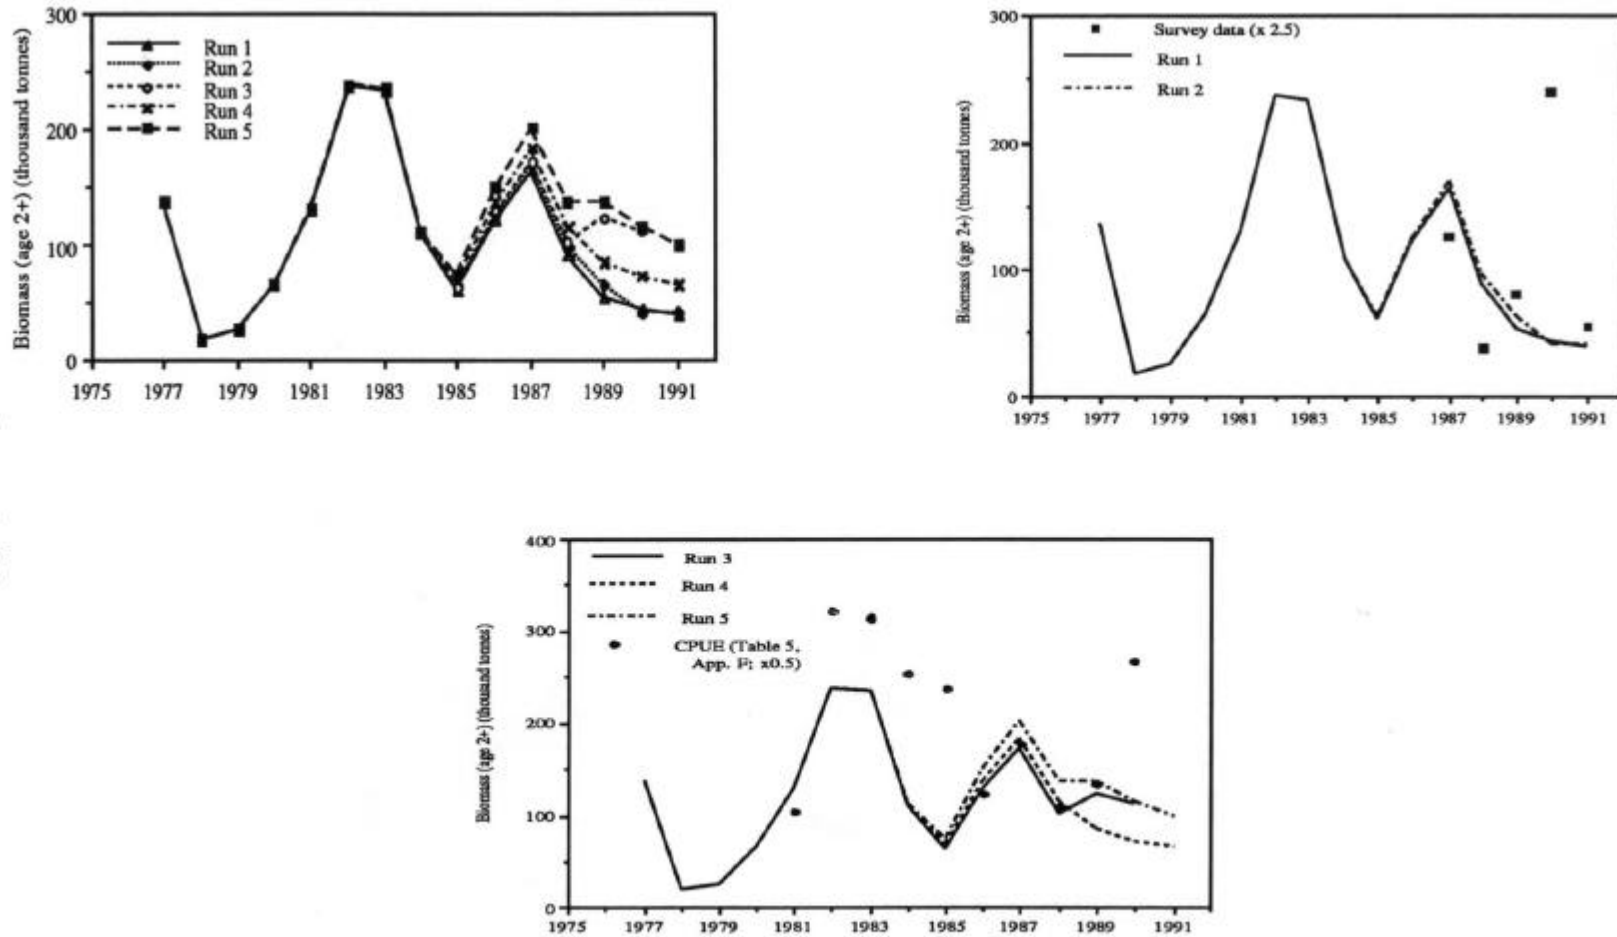 300
200
100
0
Biomass (age 2+) (thousand tonnes)
Run 1
Run 2
Run 3
Run 4
Run 5
1975 1977 1979 1981 1983 1985 1987 1989 1991
300
200
100
0
Biomass (age 2+) (thousand tonnes)
Survey data (x 2.5)
Run 1
Run 2
1975 1977 1979 1981 1983 1985 1987 1989 1991
400
300
200
100
0
Biomass (age 2+) (thousand tonnes)
Run 3
Run 4
Run 5
CPUE (Table 5,
App. F; x0.5)
1975 1977 1979 1981 1983 1985 1987 1989 1991